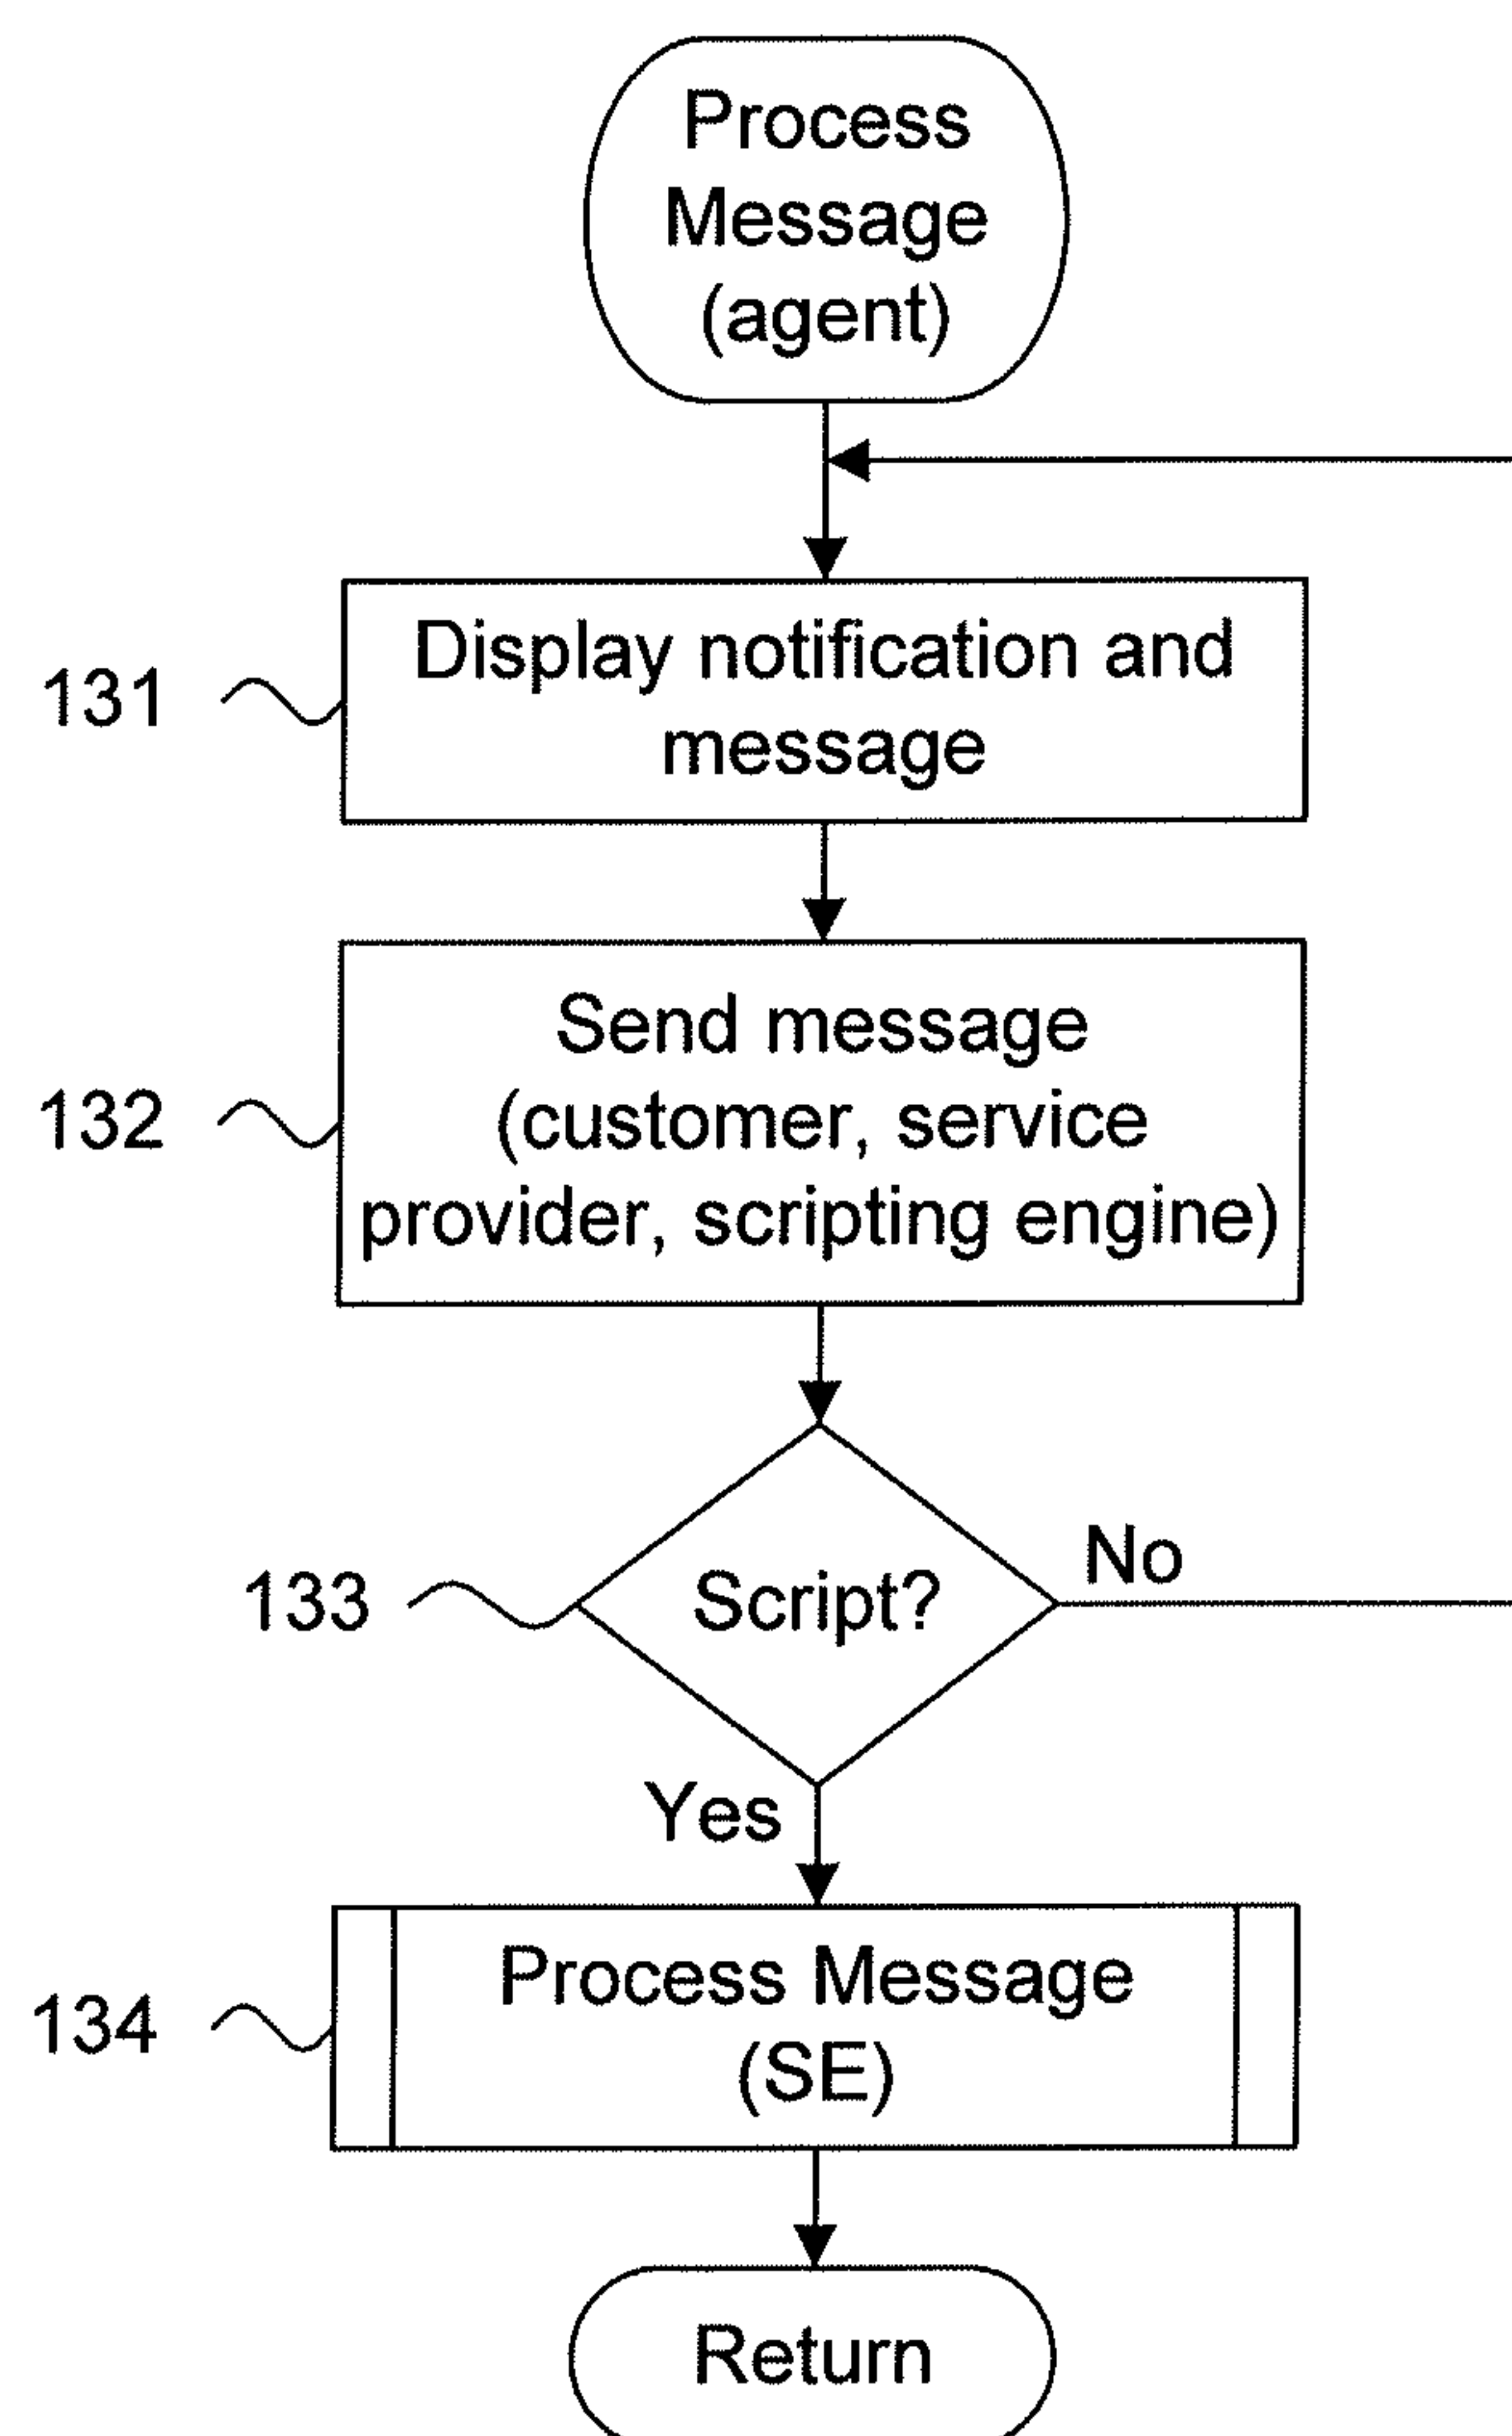 Process
Message
(agent)
131
Display notification and
message
132
Send message
(customer, service
provider, scripting engine)
133
Script?
No
Yes
134
Process Message
(SE)
Return